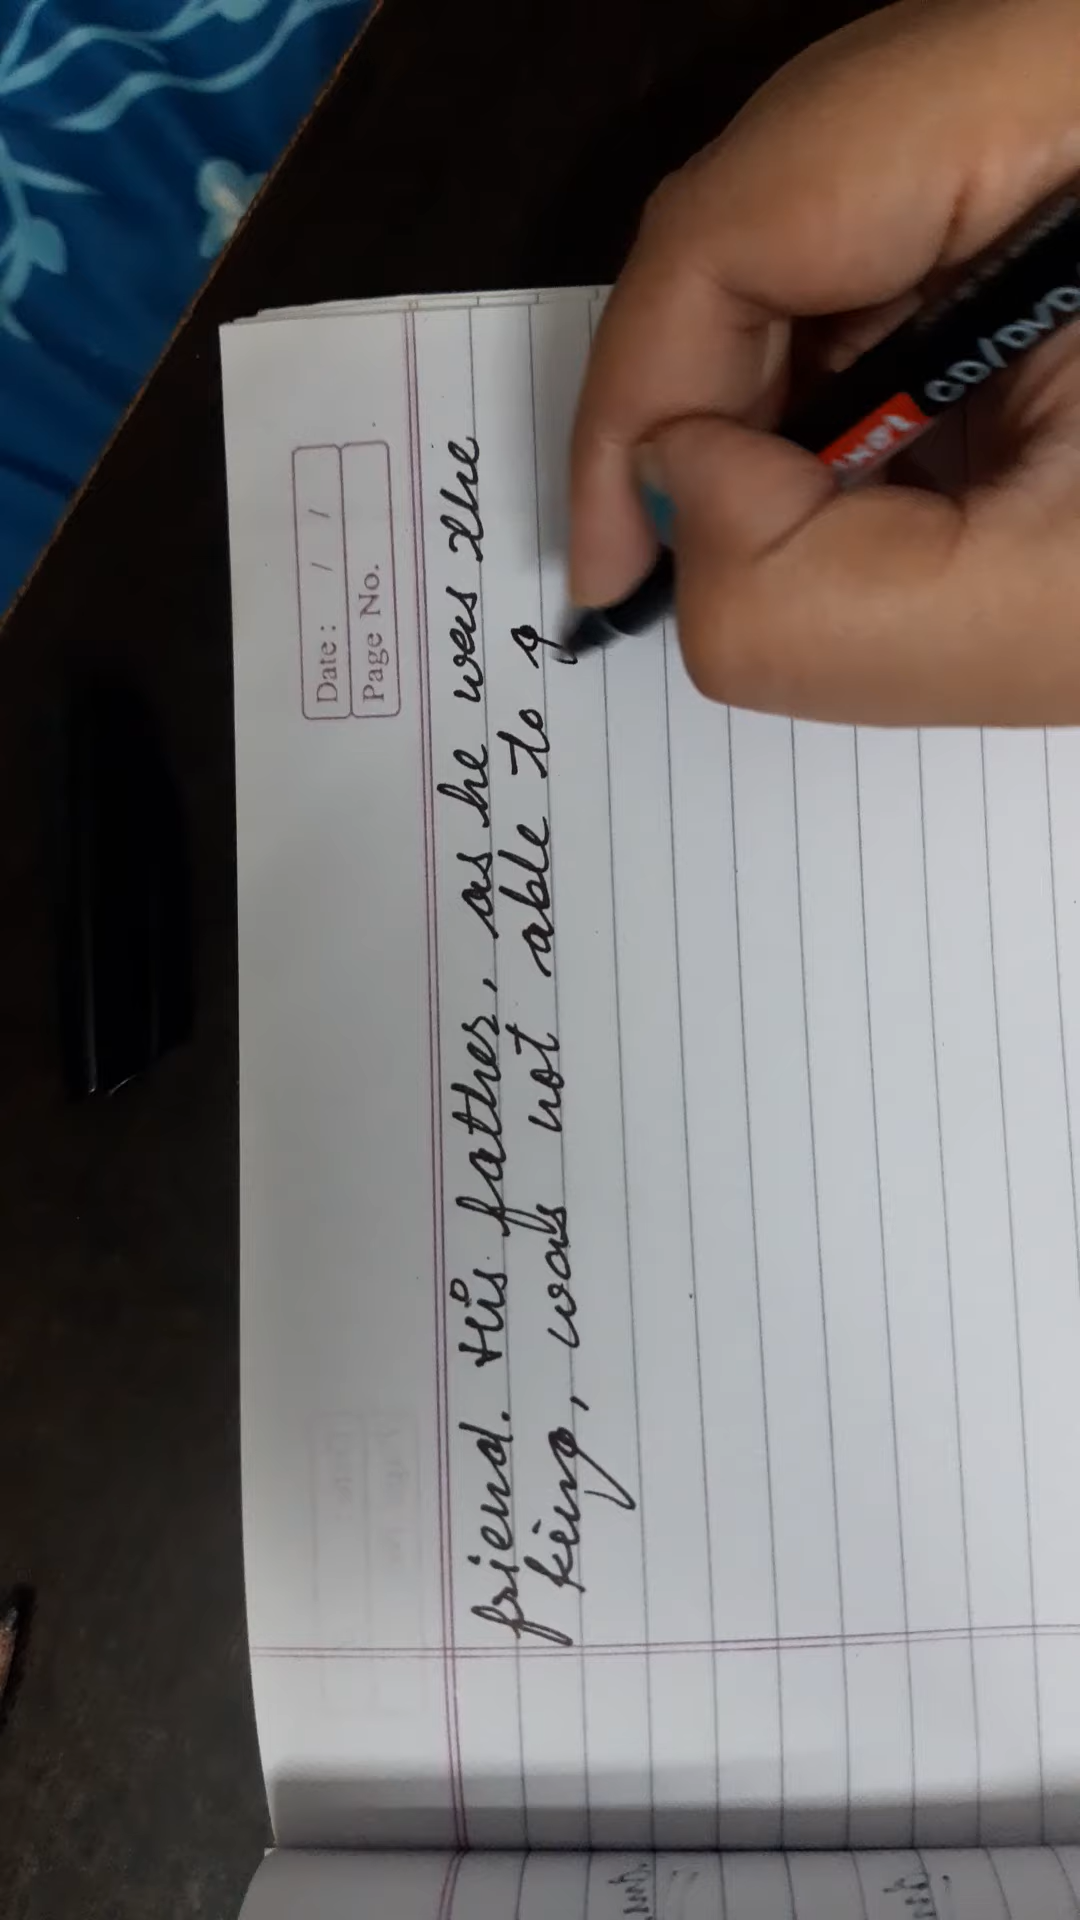 Date: / /
Page No.
friend. His father, as he was the
king, was not able to g
CD/DVD